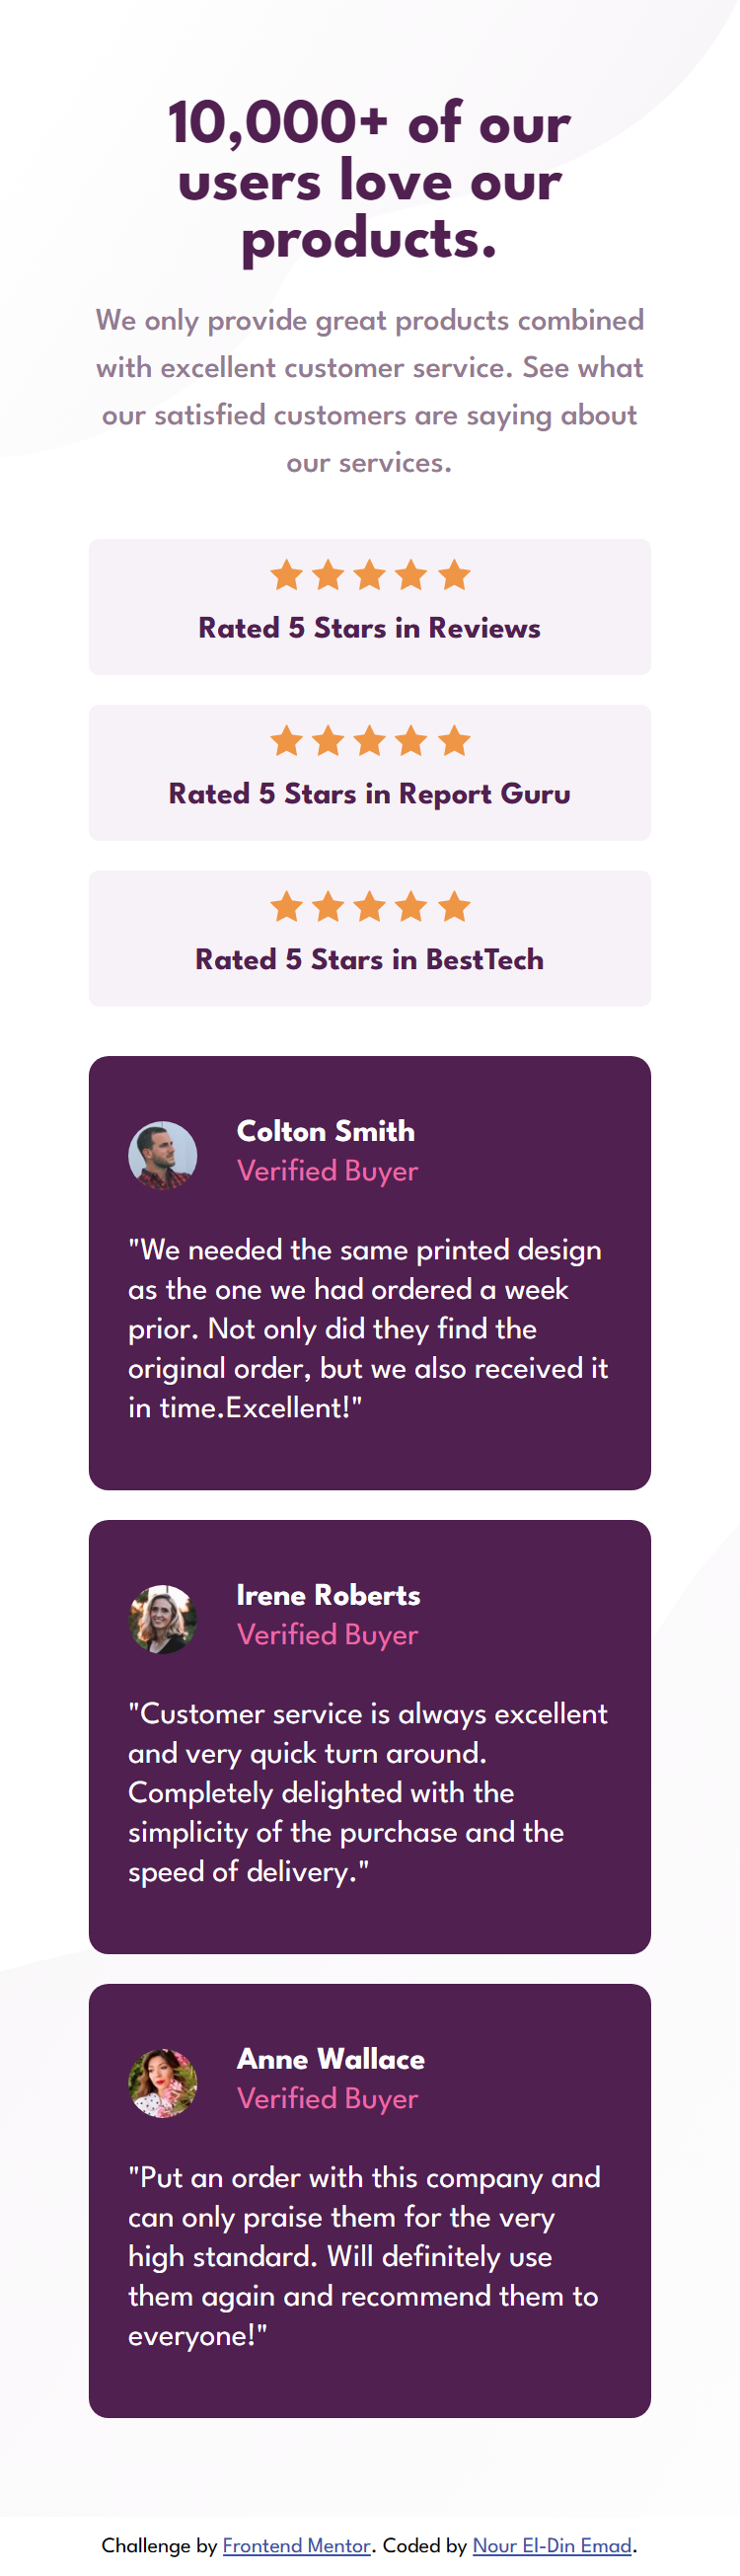 10,000+ of our
users love our
products.
We only provide great products combined
with excellent customer service. See what
our satisfied customers are saying about
our services.
Rated 5 Stars in Reviews
Rated 5 Stars in Report Guru
Rated 5 Stars in BestTech
Colton Smith
Verified Buyer
"We needed the same printed design
as the one we had ordered a week
prior. Not only did they find the
original order, but we also received it
in time.Excellent!"
Irene Roberts
Verified Buyer
"Customer service is always excellent
and very quick turn around.
Completely delighted with the
simplicity of the purchase and the
speed of delivery."
Anne Wallace
Verified Buyer
"Put an order with this company and
can only praise them for the very
high standard. Will definitely use
them again and recommend them to
everyone!"
Challenge by Frontend Mentor. Coded by Nour El-Din Emad.